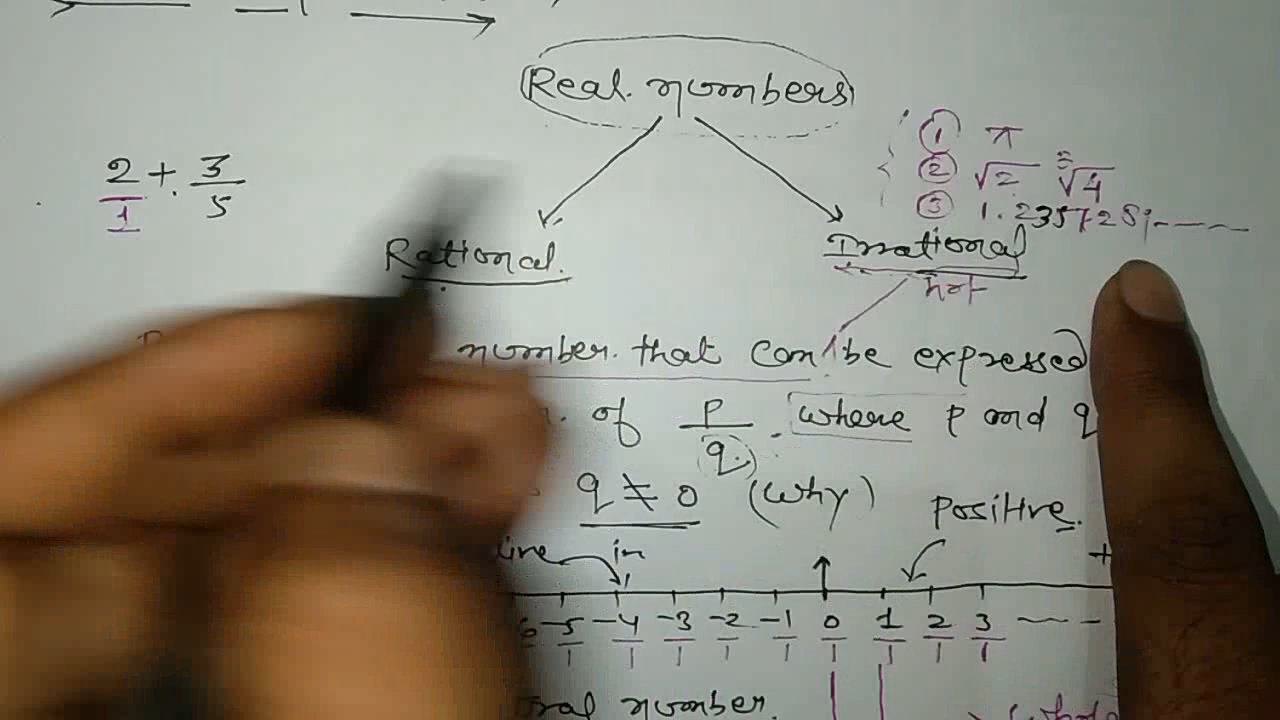 Real numbers
① π
② √2 ∛4
2/1 + 3/5
③ 1.2357251----
Rational. Irrational
not
number that can be expressed
of p/q where p and q
q ≠ 0 (why)
Positive.
in
+
-5/1 -4/1 -3/1 -2/1 -1/1 0/1 1/1 2/1 3/1 ----
number.